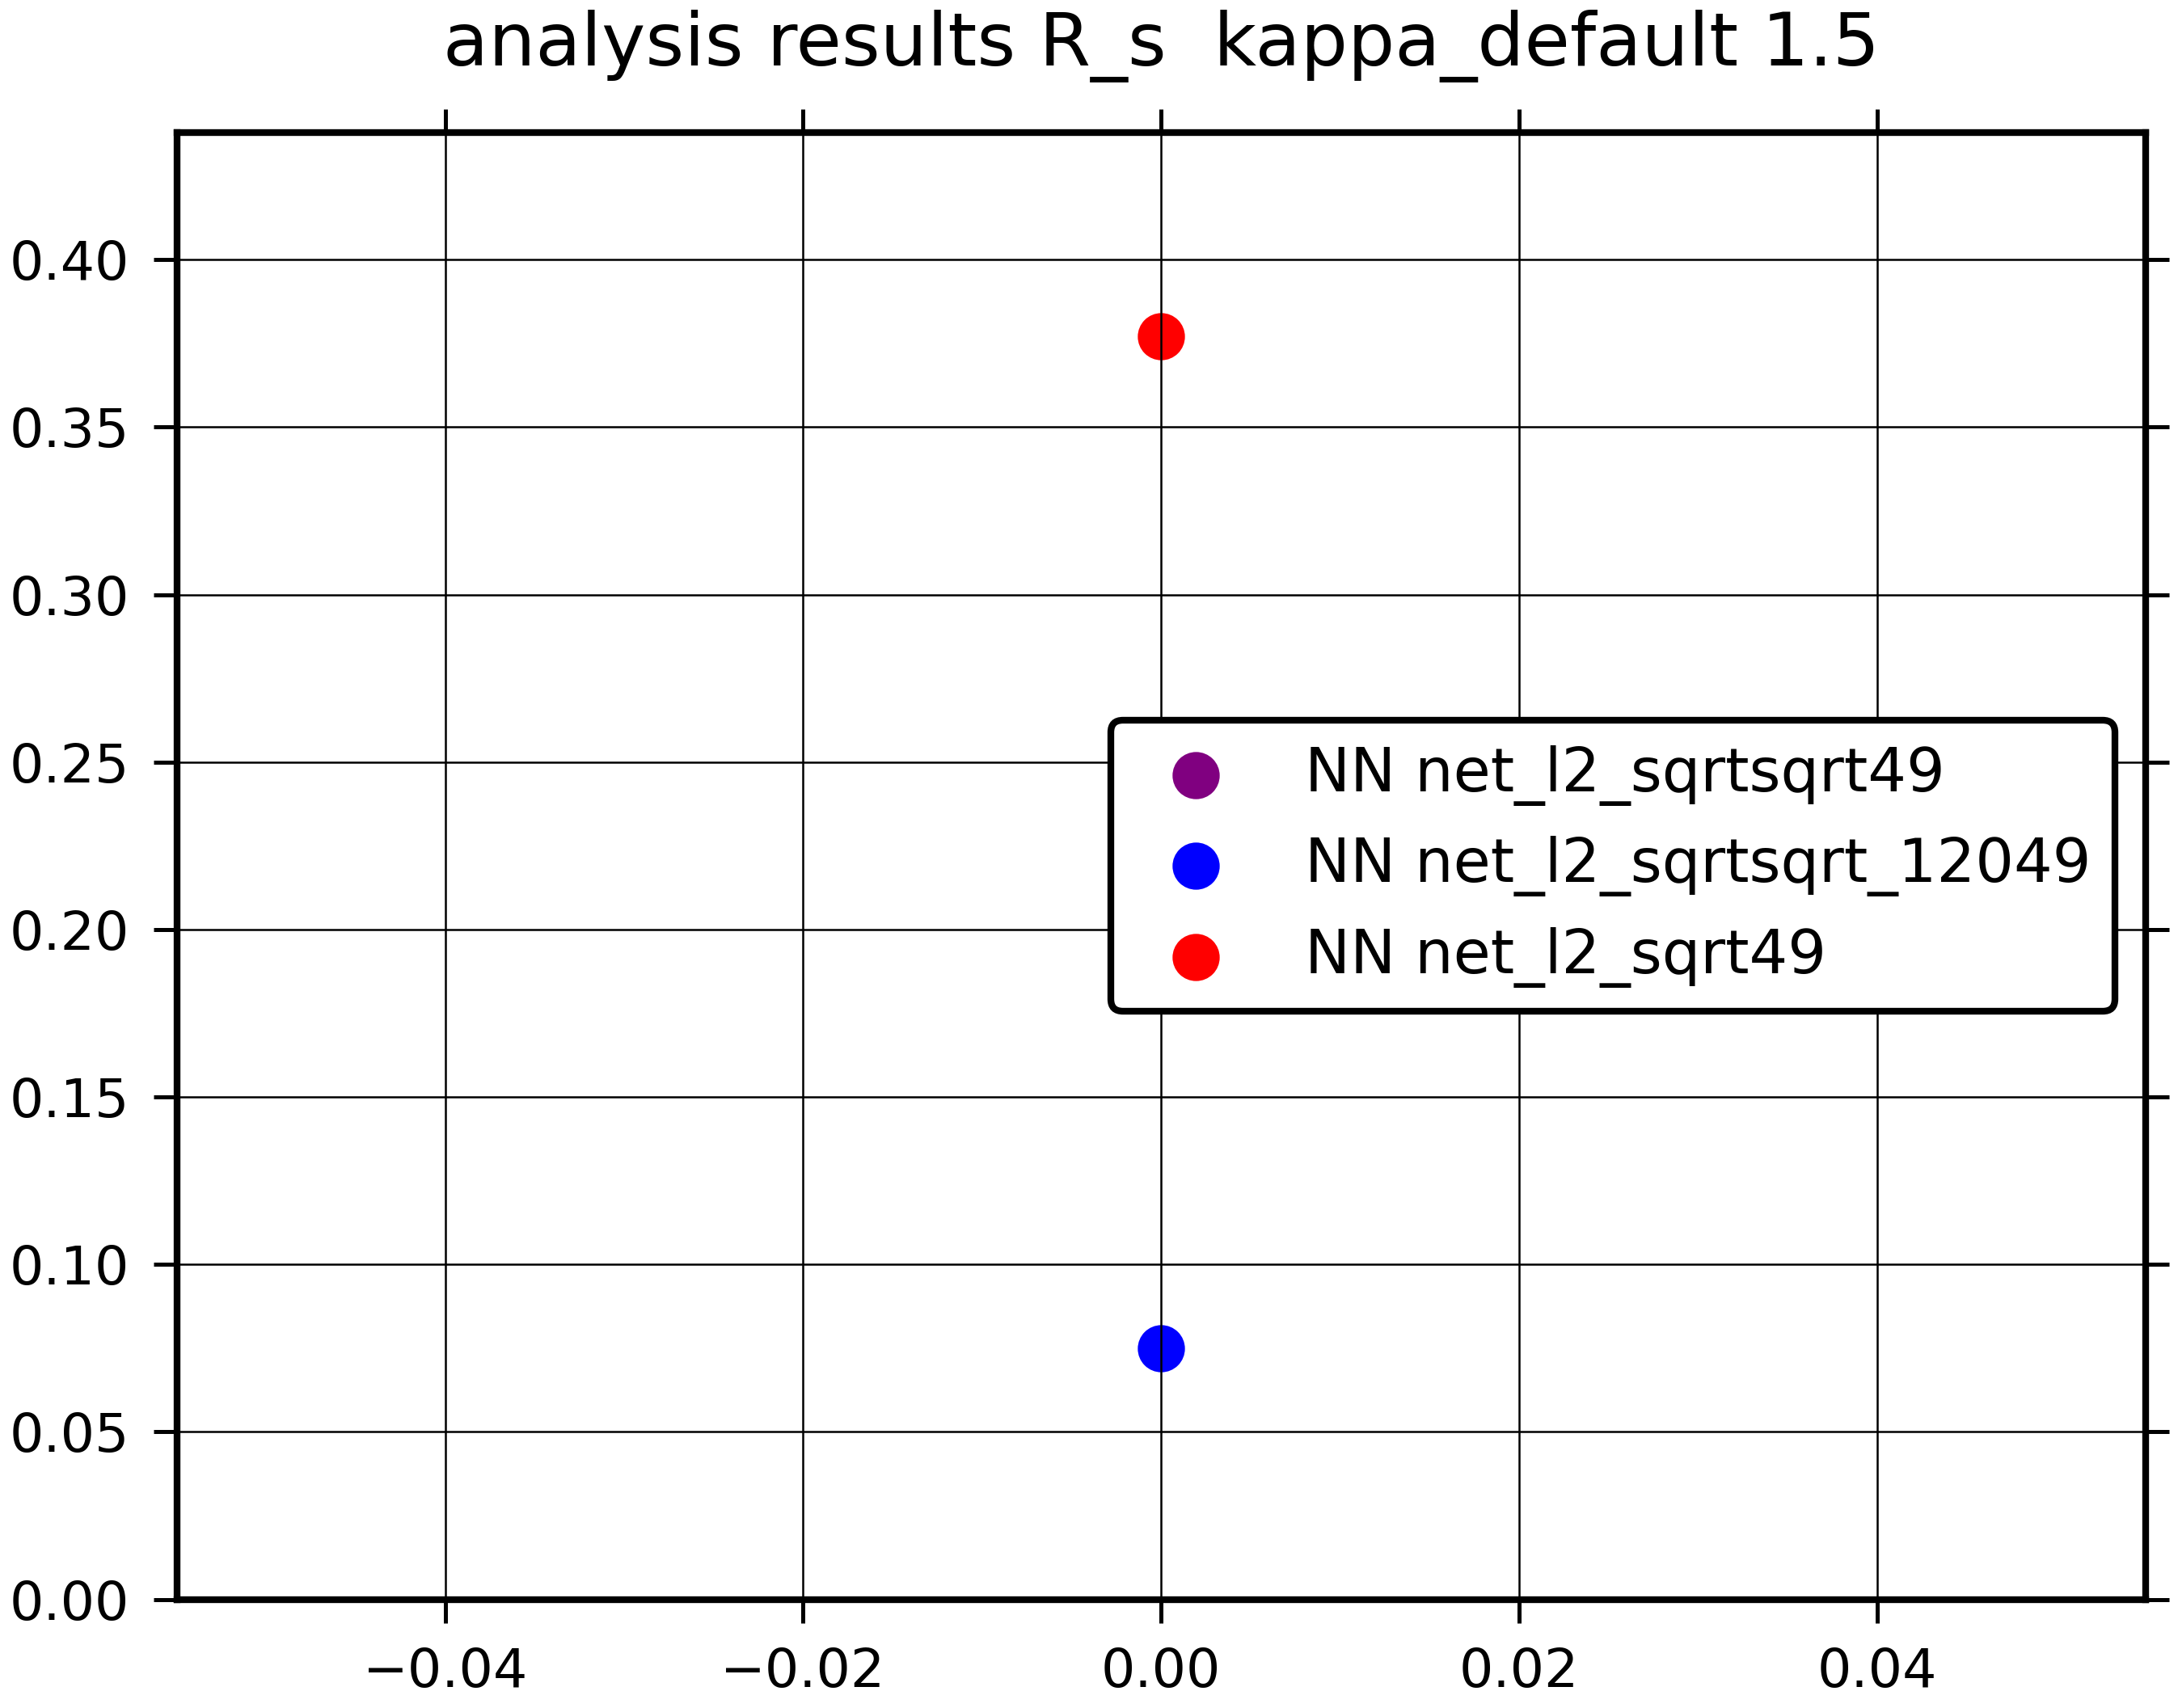 analysis results R_s  kappa_default 1.5
0.40
0.35
0.30
0.25
0.20
0.15
0.10
0.05
0.00
NN net_l2_sqrtsqrt49
NN net_l2_sqrtsqrt_12049
NN net_l2_sqrt49
−0.04 −0.02 0.00 0.02 0.04